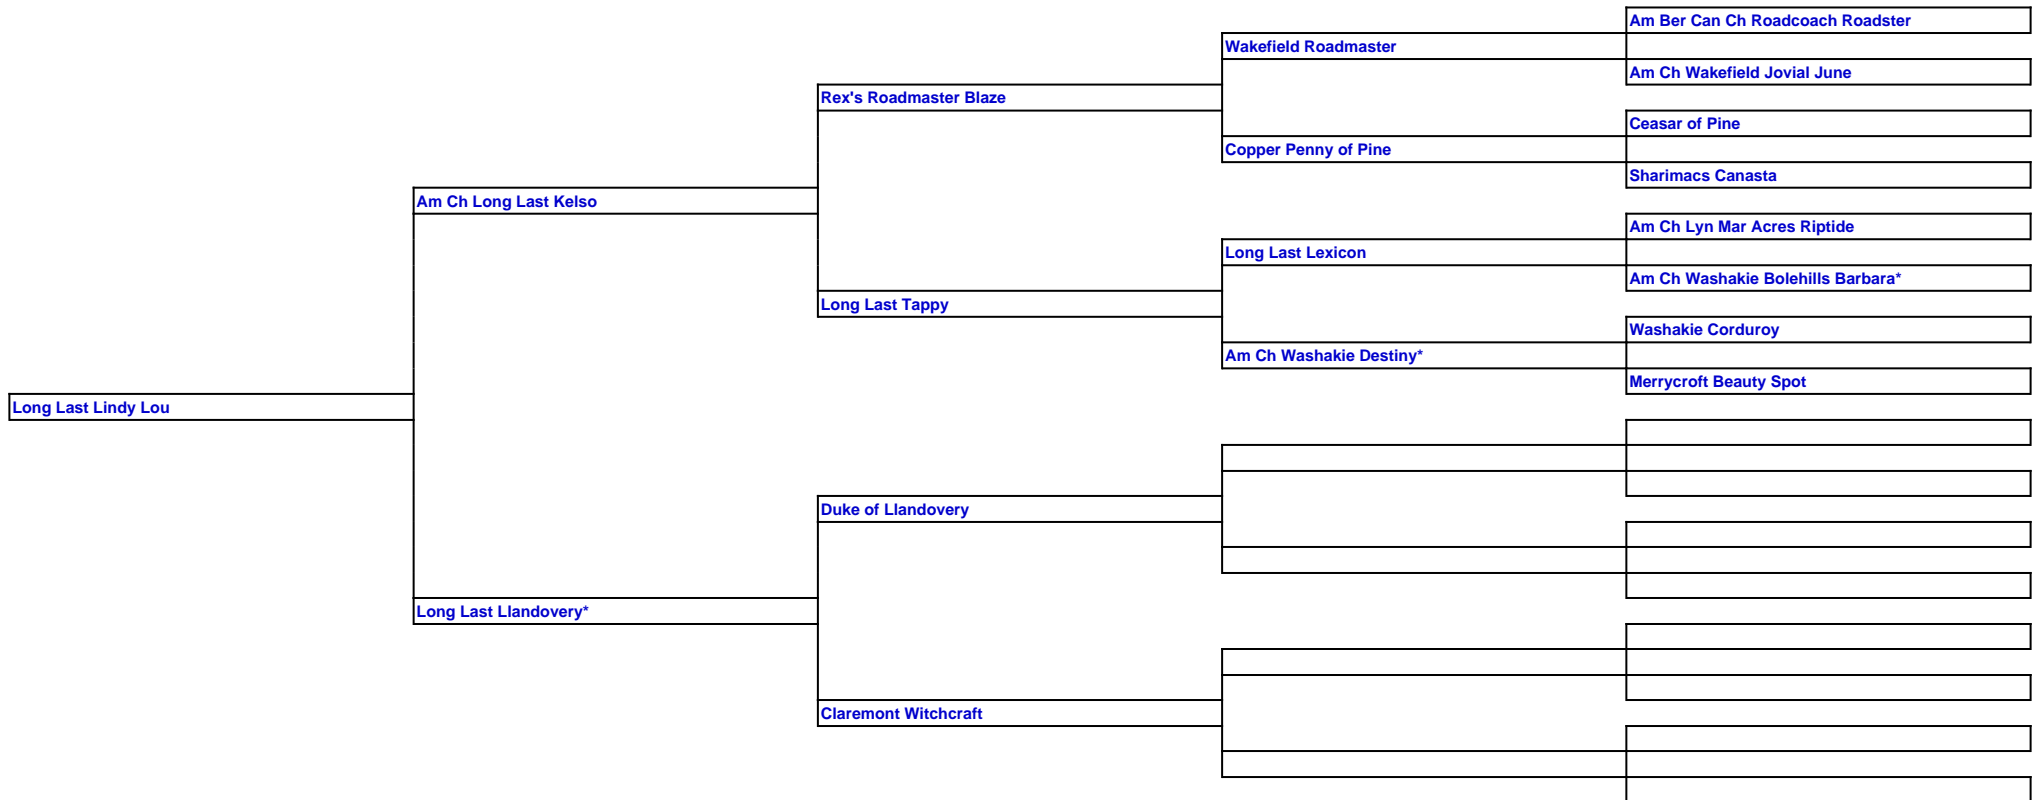 Am Ber Can Ch Roadcoach Roadster
Wakefield Roadmaster
Am Ch Wakefield Jovial June
Rex's Roadmaster Blaze
Ceasar of Pine
Copper Penny of Pine
Sharimacs Canasta
Am Ch Long Last Kelso
Am Ch Lyn Mar Acres Riptide
Long Last Lexicon
Am Ch Washakie Bolehills Barbara*
Long Last Tappy
Washakie Corduroy
Am Ch Washakie Destiny*
Merrycroft Beauty Spot
Long Last Lindy Lou
Duke of Llandovery
Long Last Llandovery*
Claremont Witchcraft